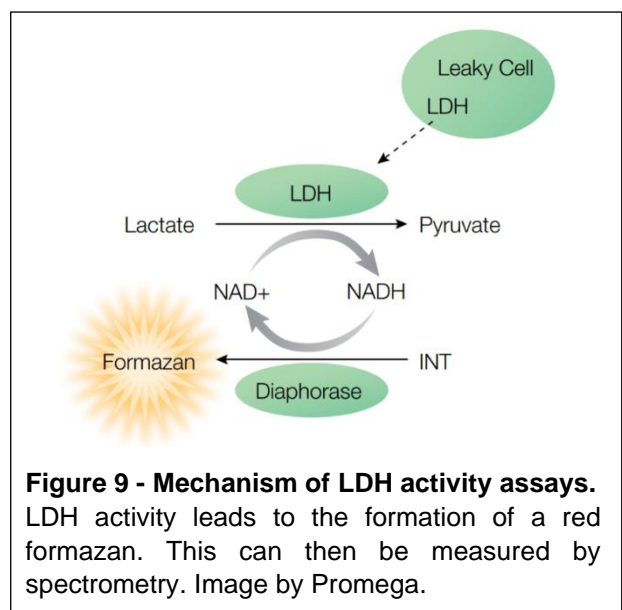 Leaky Cell
LDH
LDH
Lactate
Pyruvate
NAD+
NADH
Formazan
INT
Diaphorase
Figure 9 - Mechanism of LDH activity assays.
LDH activity leads to the formation of a red
formazan. This can then be measured by
spectrometry. Image by Promega.